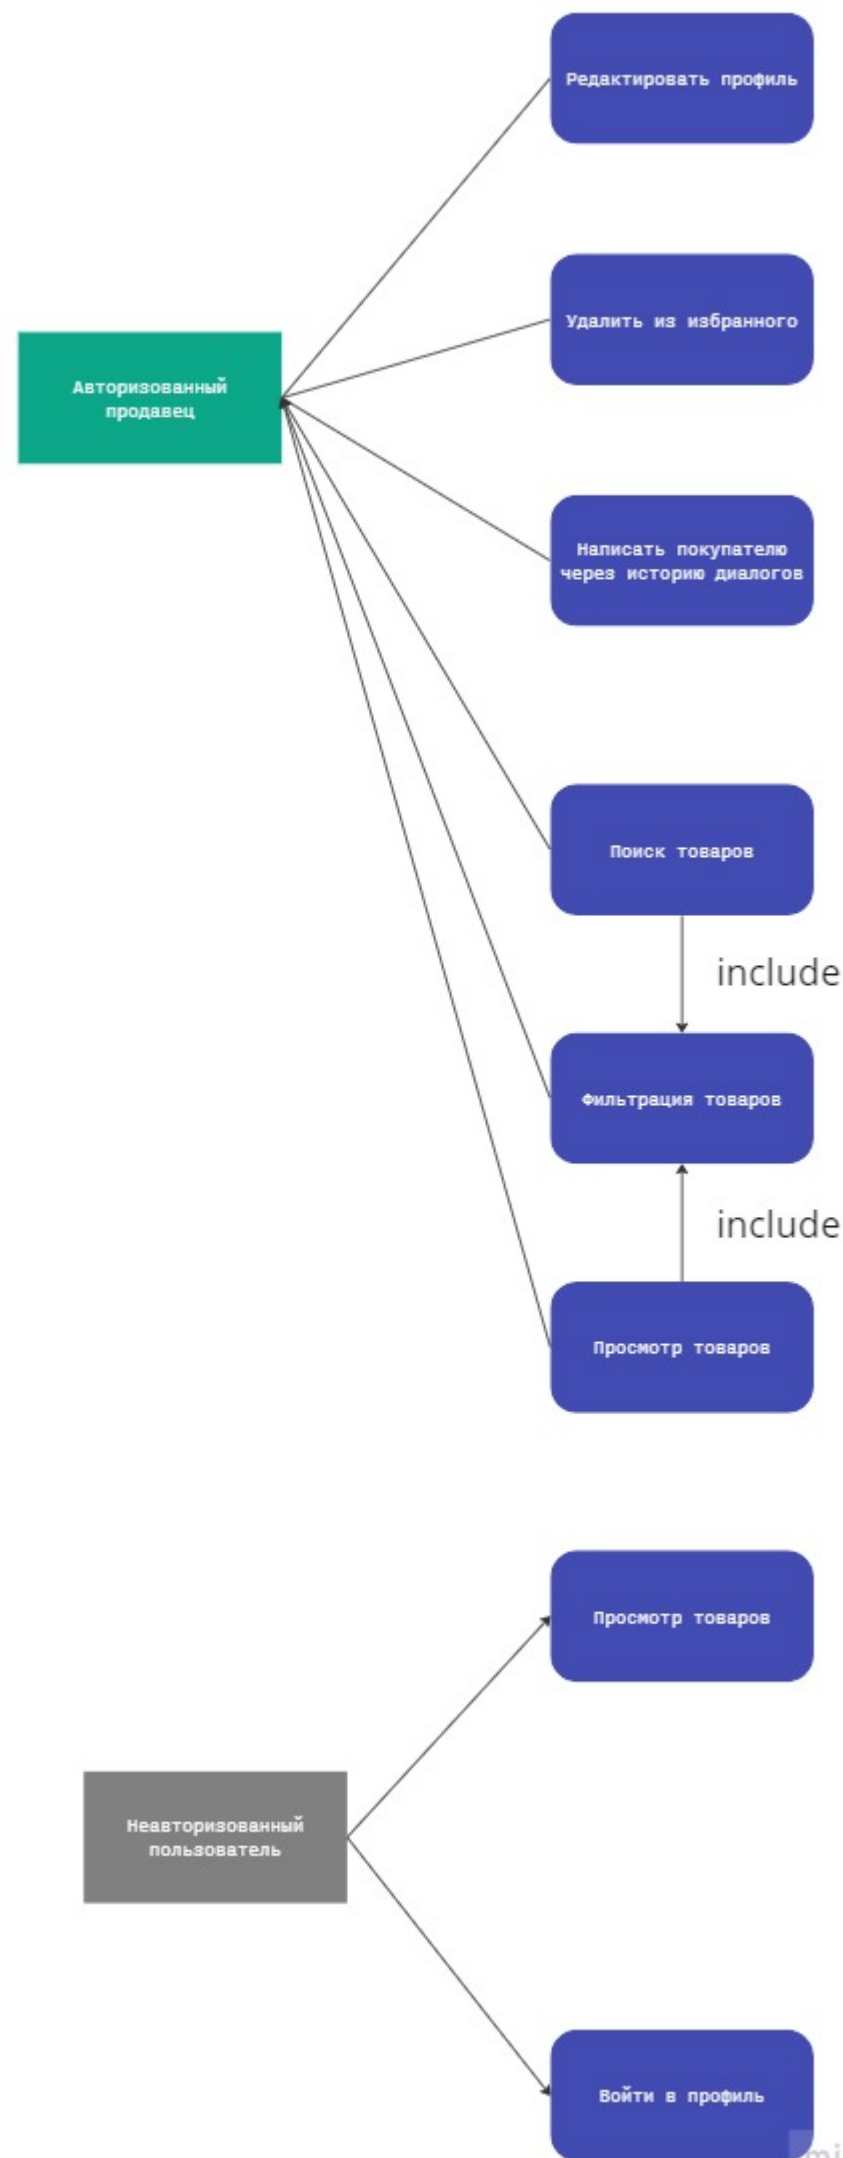 Редактировать профиль
Удалить из избранного
Авторизованный
продавец
Написать покупателю
через историю диалогов
Поиск товаров
include
Фильтрация товаров
include
Просмотр товаров
Просмотр товаров
Неавторизованный
пользователь
Войти в профиль